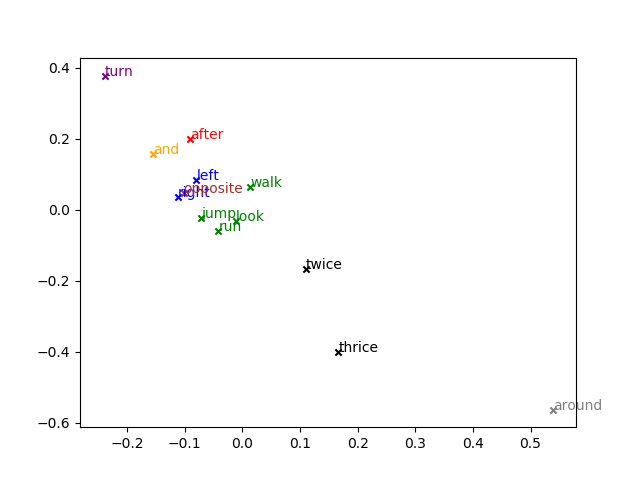 0.4
turn
0.2
after
and
left
walk
opposite
right
0.0
jump
look
run
−0.2
twice
−0.4
thrice
around
−0.6
−0.2 −0.1 0.0 0.1 0.2 0.3 0.4 0.5